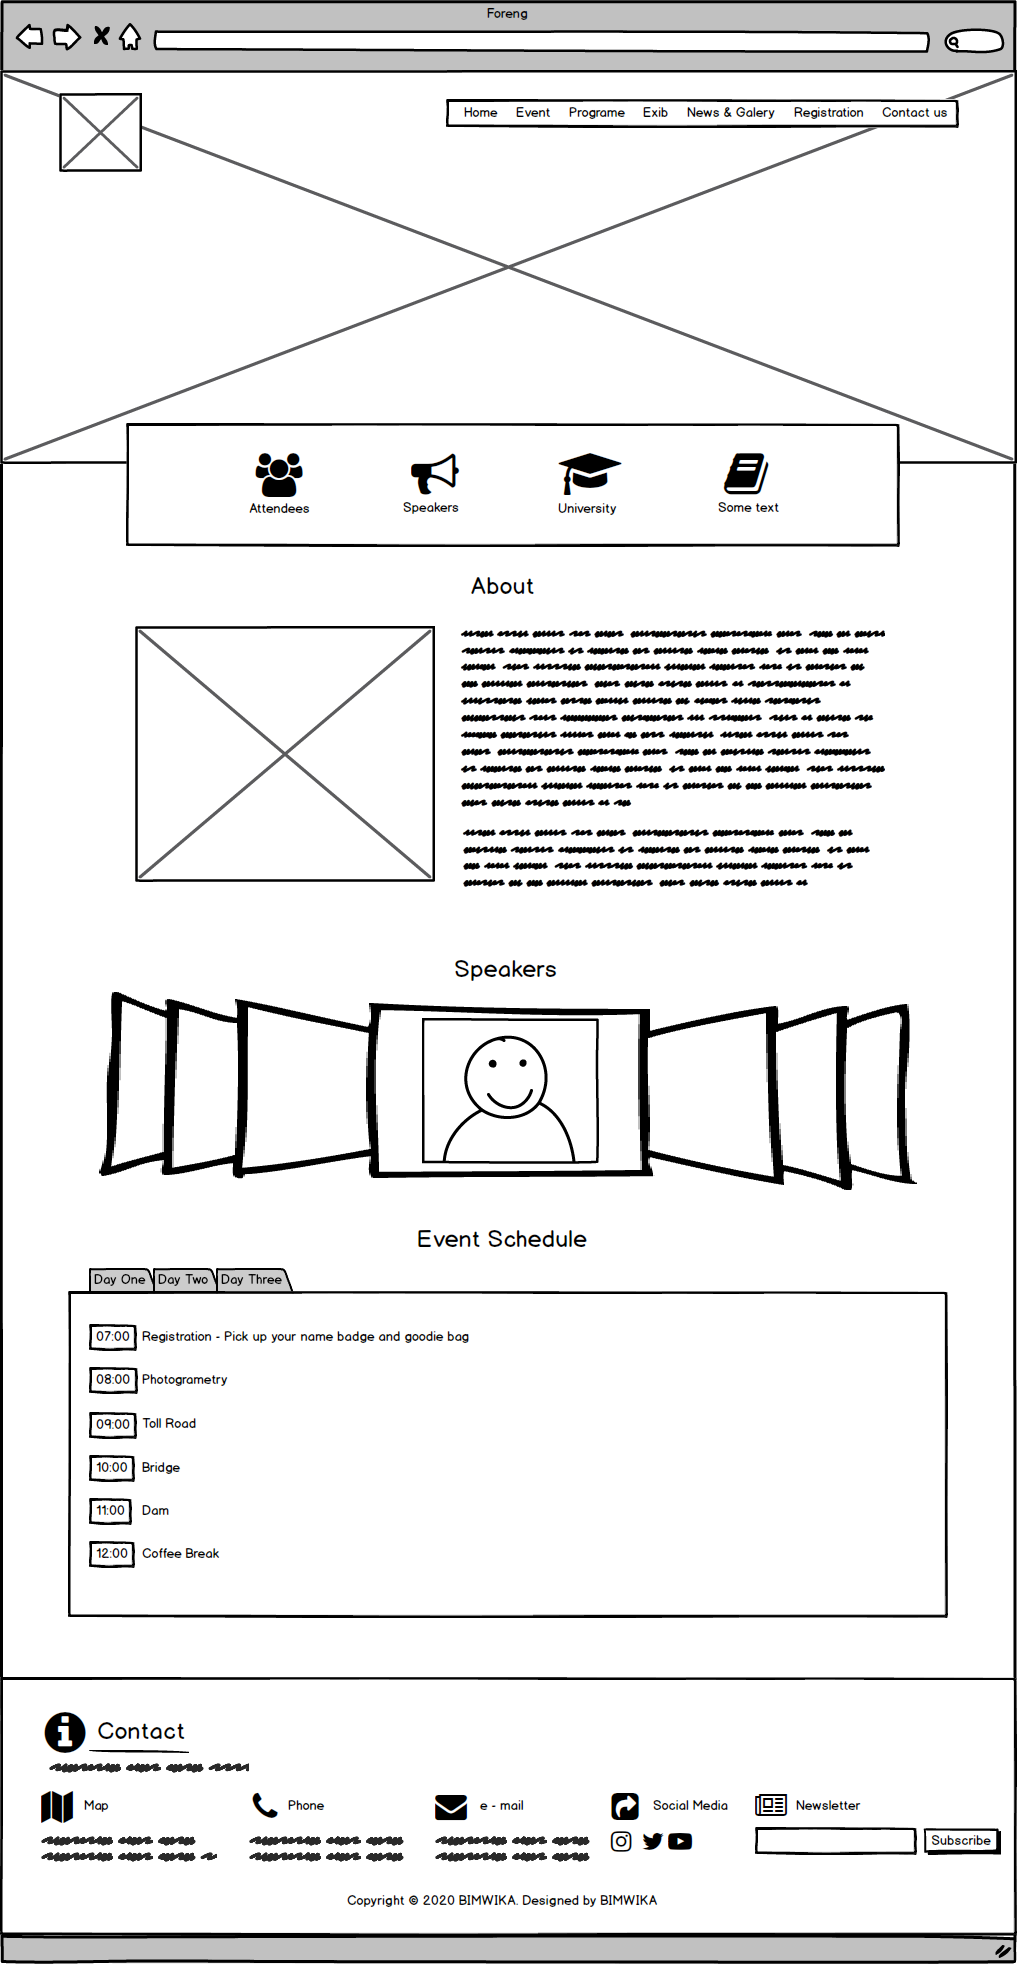 Foreng
Home Event Programe Exib News & Galery Registration Contact us
Attendees Speakers University Some text
About
Speakers
Event Schedule
Day One Day Two Day Three
07:00 Registration - Pick up your name badge and goodie bag
08:00 Photogrametry
09:00 Toll Road
10:00 Bridge
11:00 Dam
12:00 Coffee Break
Contact
Map Phone e - mail Social Media Newsletter
Subscribe
Copyright © 2020 BIMWIKA. Designed by BIMWIKA